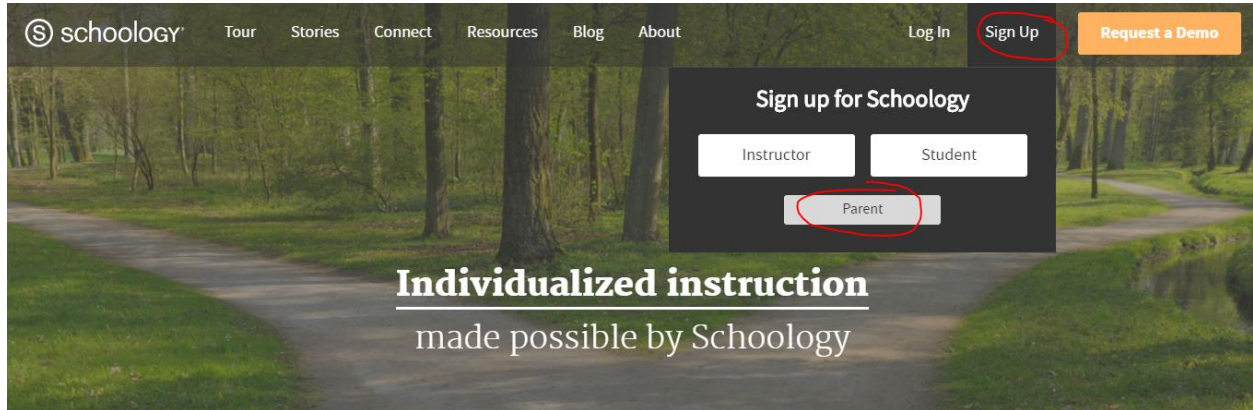 S schoology Tour Stories Connect Resources Blog About Log In Sign Up Request a Demo
Sign up for Schoology
Instructor Student
Parent
Individualized instruction
made possible by Schoology